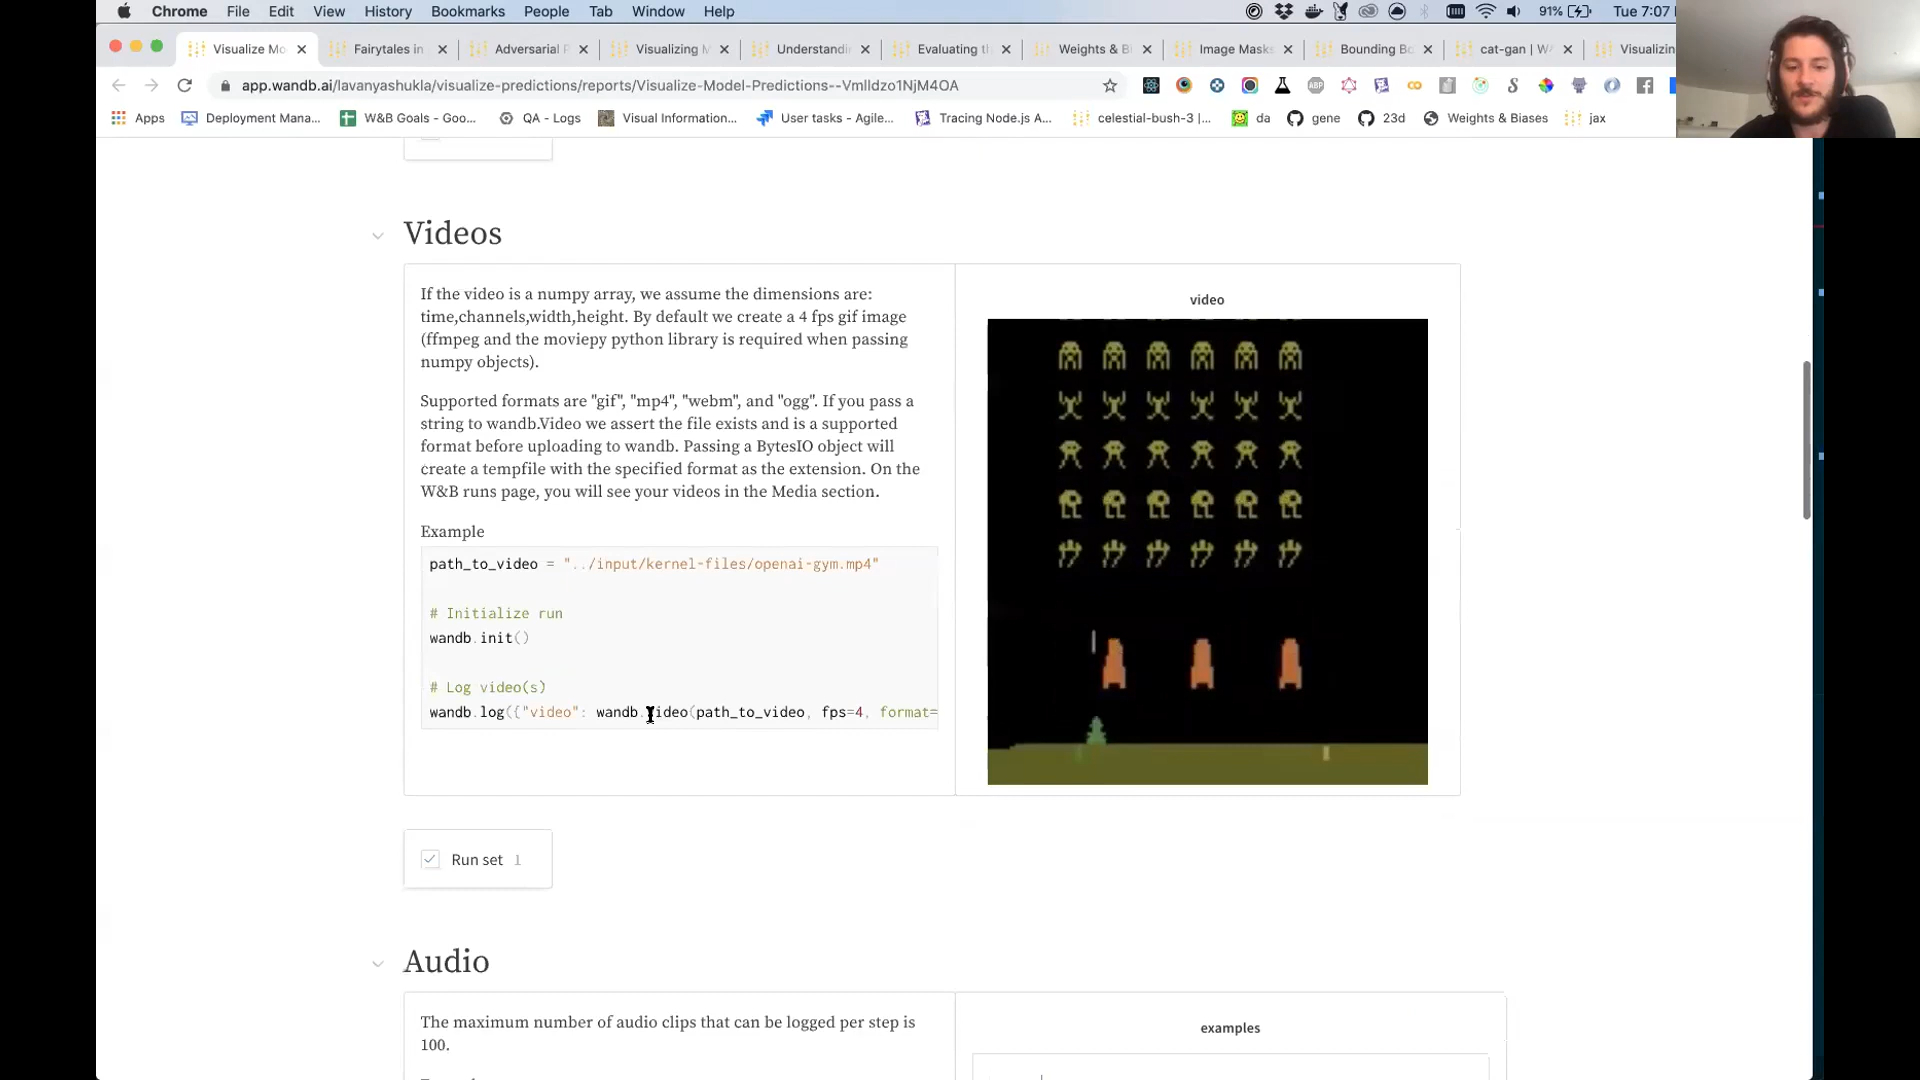 Chrome File Edit View History Bookmarks People Tab Window Help 91% Tue 7:07
Visualize Mo Fairytales in Adversarial P Visualizing M Understandin Evaluating th Weights & B Image Masks Bounding Bo cat-gan | W Visualizing
app.wandb.ai/lavanyashukla/visualize-predictions/reports/Visualize-Model-Predictions--Vmlldzo1NjM4OA
Apps Deployment Mana... W&B Goals - Goo... QA - Logs Visual Information... User tasks - Agile... Tracing Node.js A... celestial-bush-3 |... da gene 23d Weights & Biases jax
Videos
If the video is a numpy array, we assume the dimensions are:
time,channels,width,height. By default we create a 4 fps gif image
(ffmpeg and the moviepy python library is required when passing
numpy objects).
Supported formats are "gif", "mp4", "webm", and "ogg". If you pass a
string to wandb.Video we assert the file exists and is a supported
format before uploading to wandb. Passing a BytesIO object will
create a tempfile with the specified format as the extension. On the
W&B runs page, you will see your videos in the Media section.
Example
path_to_video = "../input/kernel-files/openai-gym.mp4"
# Initialize run
wandb.init()
# Log video(s)
wandb.log({"video": wandb.Video(path_to_video, fps=4, format=
video
Run set 1
Audio
The maximum number of audio clips that can be logged per step is
100.
examples